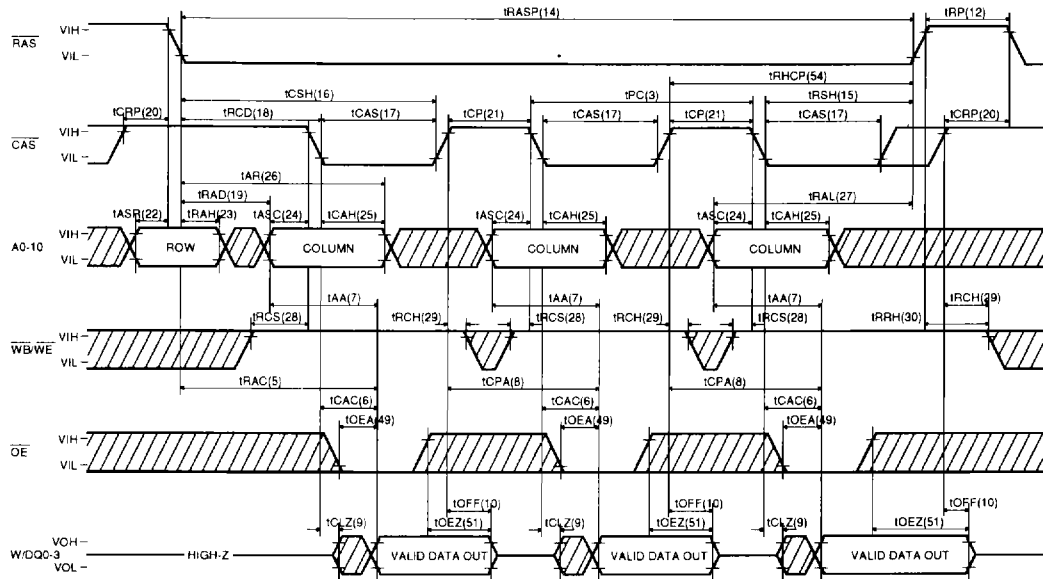 tRASP(14) tRP(12)
RAS VIH VIL
tRHCP(54)
tCSH(16) tPC(3) tRSH(15)
tCRP(20) tRCD(18) tCAS(17) tCP(21) tCAS(17) tCP(21) tCAS(17) tCRP(20)
CAS VIH VIL
tAR(26)
tRAD(19) tRAL(27)
tASR(22) tRAH(23) tASC(24) tCAH(25) tASC(24) tCAH(25) tASC(24) tCAH(25)
A0-10 VIH VIL ROW COLUMN COLUMN COLUMN
tAA(7) tAA(7) tAA(7)
tRCS(28) tRCH(29) tRCS(28) tRCH(29) tRCS(28) tRRH(30) tRCH(29)
WB/WE VIH VIL
tRAC(5) tCPA(8) tCPA(8)
tCAC(6) tCAC(6) tCAC(6)
tOEA(49) tOEA(49) tOEA(49)
OE VIH VIL
tOFF(10) tOFF(10) tOFF(10)
tCLZ(9) tOEZ(51) tCLZ(9) tOEZ(51) tCLZ(9) tOEZ(51)
W/DQ0-3 VOH VOL HIGH-Z VALID DATA OUT VALID DATA OUT VALID DATA OUT